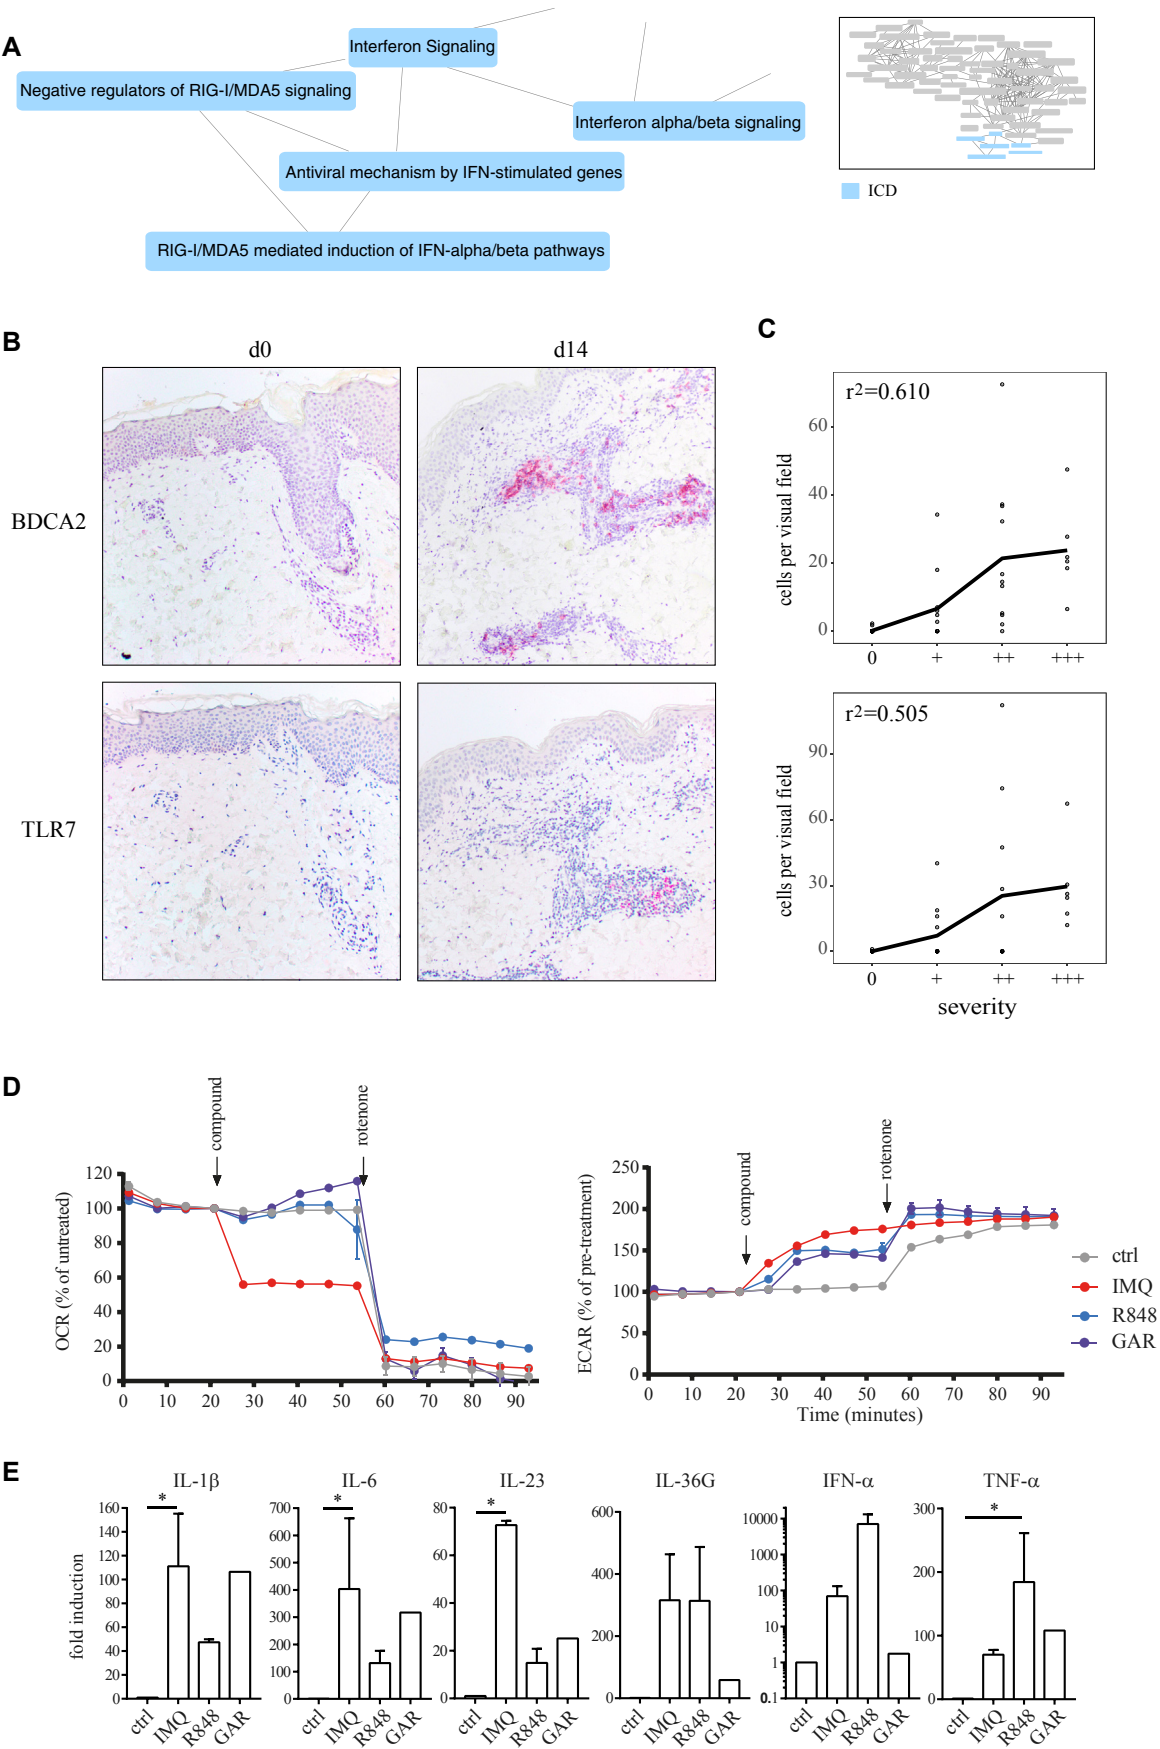 A
Interferon Signaling
Negative regulators of RIG-I/MDA5 signaling
Interferon alpha/beta signaling
Antiviral mechanism by IFN-stimulated genes
RIG-I/MDA5 mediated induction of IFN-alpha/beta pathways
ICD
B
d0
d14
BDCA2
TLR7
C
r2=0.610
cells per visual field
60
40
20
0
0 + ++ +++
r2=0.505
cells per visual field
90
60
30
0
0 + ++ +++
severity
D
compound
rotenone
OCR (% of untreated)
120
100
80
60
40
20
0
0 10 20 30 40 50 60 70 80 90
compound
rotenone
ECAR (% of pre-treatment)
250
200
150
100
50
0
0 10 20 30 40 50 60 70 80 90
Time (minutes)
ctrl
IMQ
R848
GAR
E
fold induction
IL-1β
*
160
140
120
100
80
60
40
20
0
ctrl IMQ R848 GAR
IL-6
*
700
600
500
400
300
200
100
0
ctrl IMQ R848 GAR
IL-23
*
80
60
40
20
0
ctrl IMQ R848 GAR
IL-36G
600
400
200
0
ctrl IMQ R848 GAR
IFN-α
10000
1000
100
10
1
0.1
ctrl IMQ R848 GAR
TNF-α
*
300
200
100
0
ctrl IMQ R848 GAR